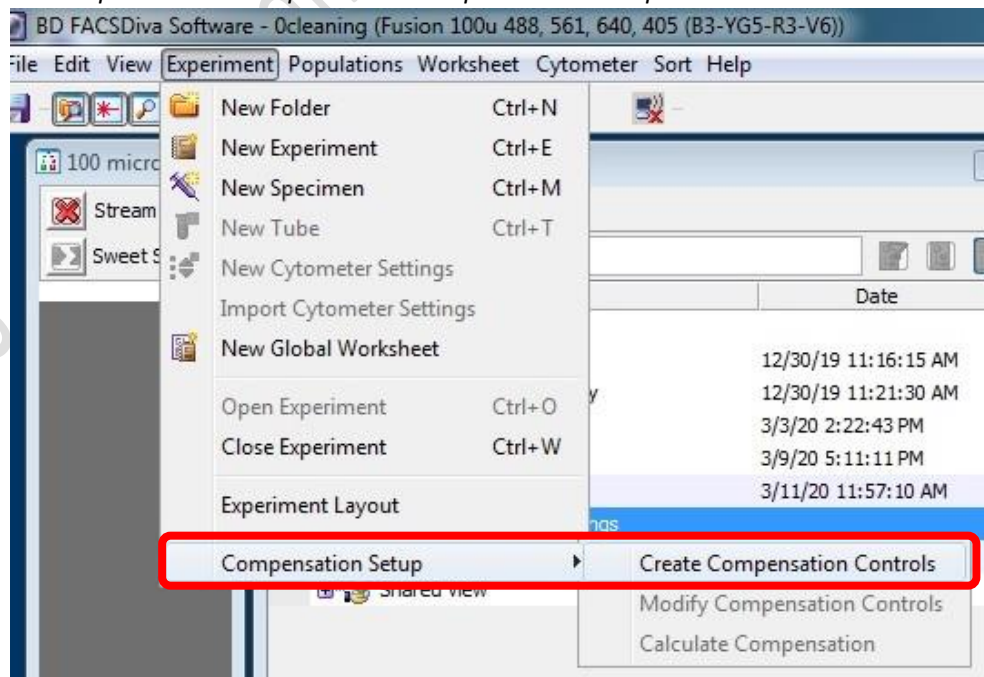 BD FACSDiva Software - 0cleaning (Fusion 100u 488, 561, 640, 405 (B3-YG5-R3-V6))
File Edit View Experiment Populations Worksheet Cytometer Sort Help
New Folder Ctrl+N
New Experiment Ctrl+E
New Specimen Ctrl+M
New Tube Ctrl+T
New Cytometer Settings
Import Cytometer Settings
New Global Worksheet
Open Experiment Ctrl+O
Close Experiment Ctrl+W
Experiment Layout
Compensation Setup
Create Compensation Controls
Modify Compensation Controls
Calculate Compensation
100 micro
Stream
Sweet S
Date
12/30/19 11:16:15 AM
y 12/30/19 11:21:30 AM
3/3/20 2:22:43 PM
3/9/20 5:11:11 PM
3/11/20 11:57:10 AM
ngs
Shared View